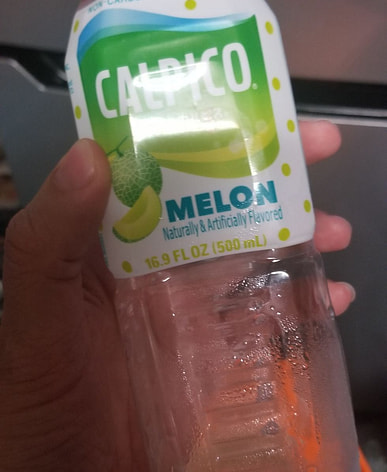 CALPICO®
MELON
Naturally & Artificially Flavored
16.9 FL OZ (500 mL)